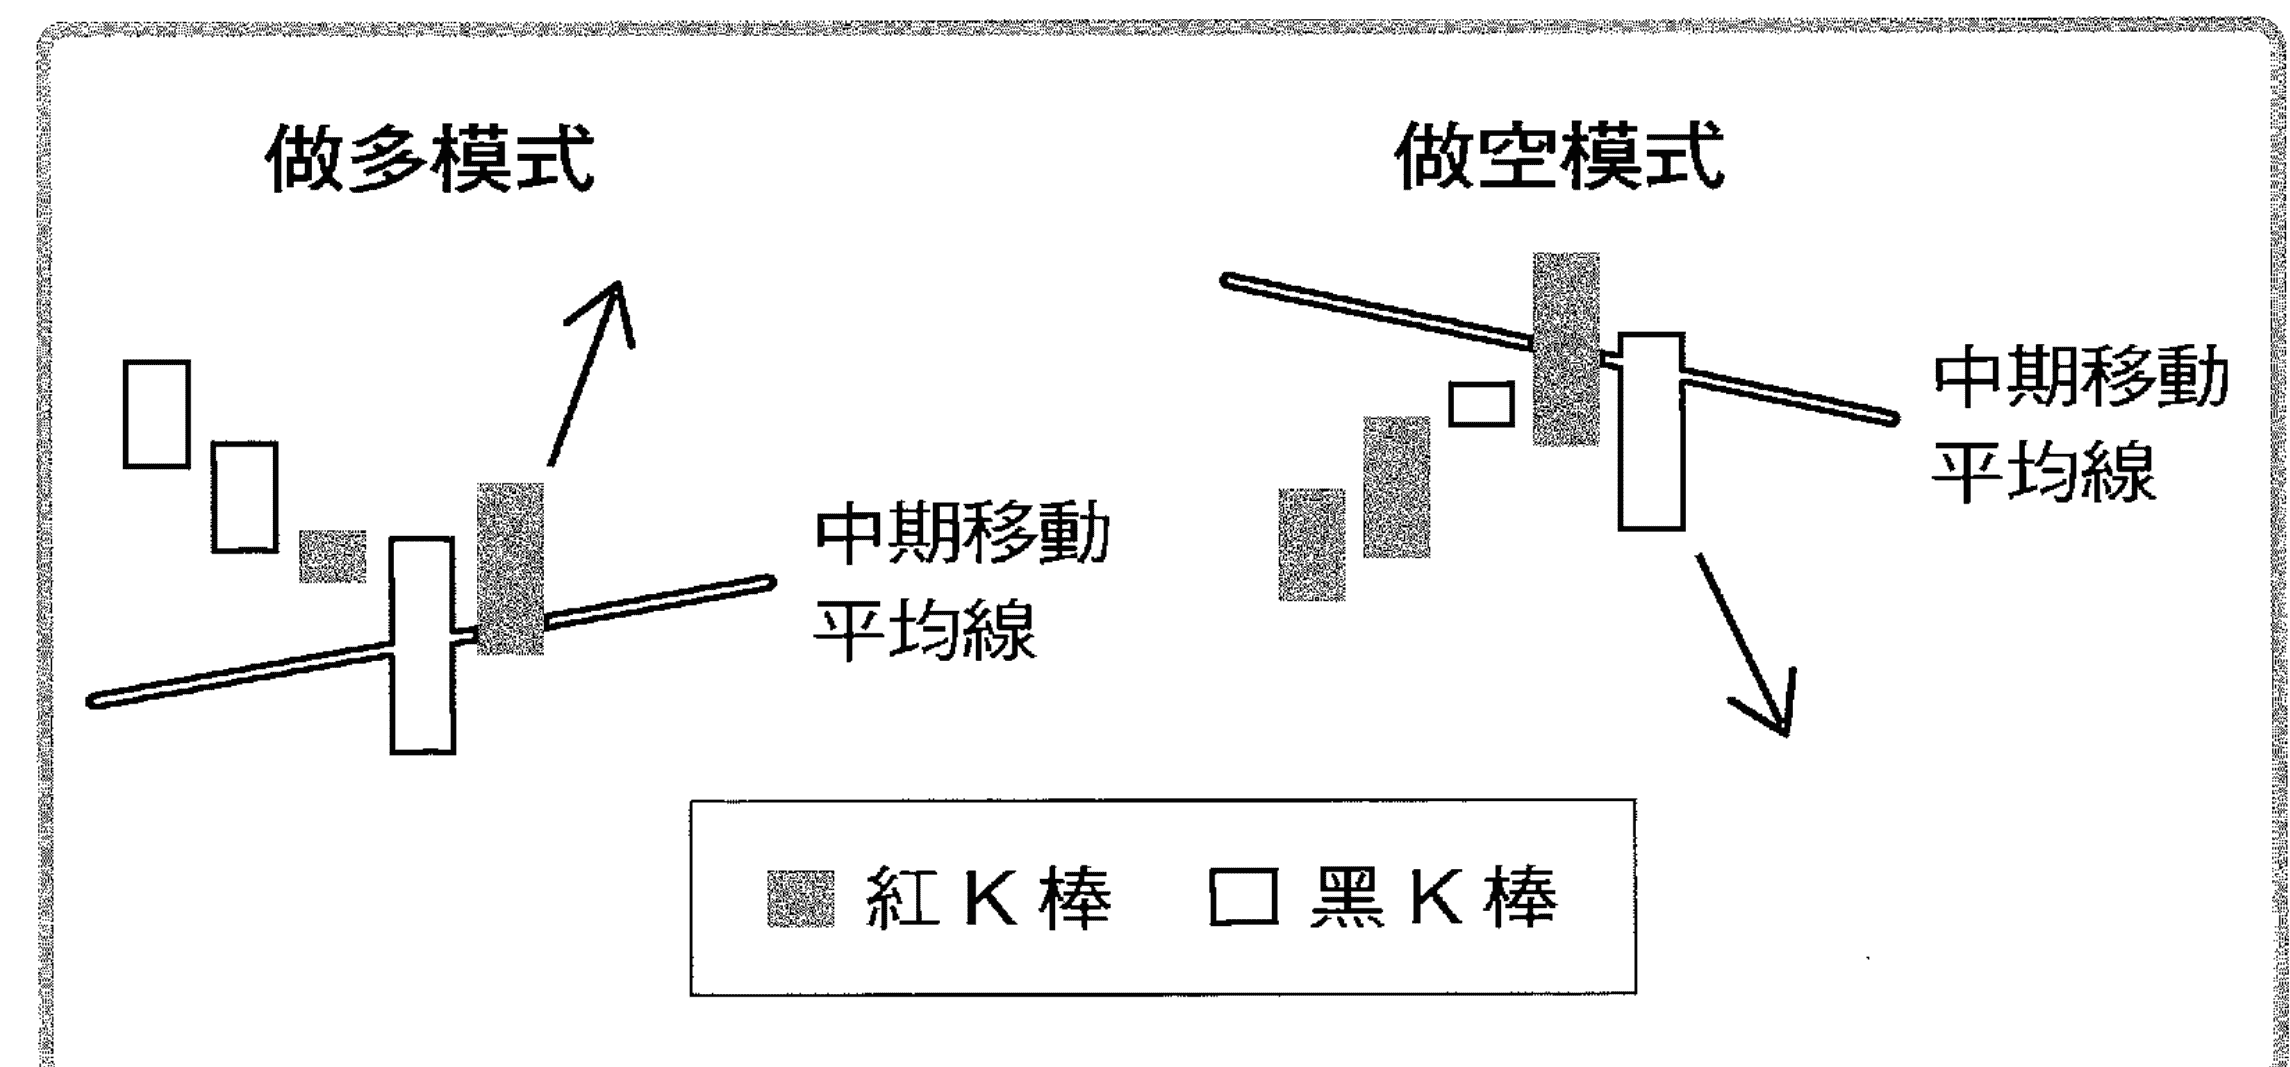 做多模式
做空模式
中期移動
平均線
中期移動
平均線
紅K棒 黑K棒